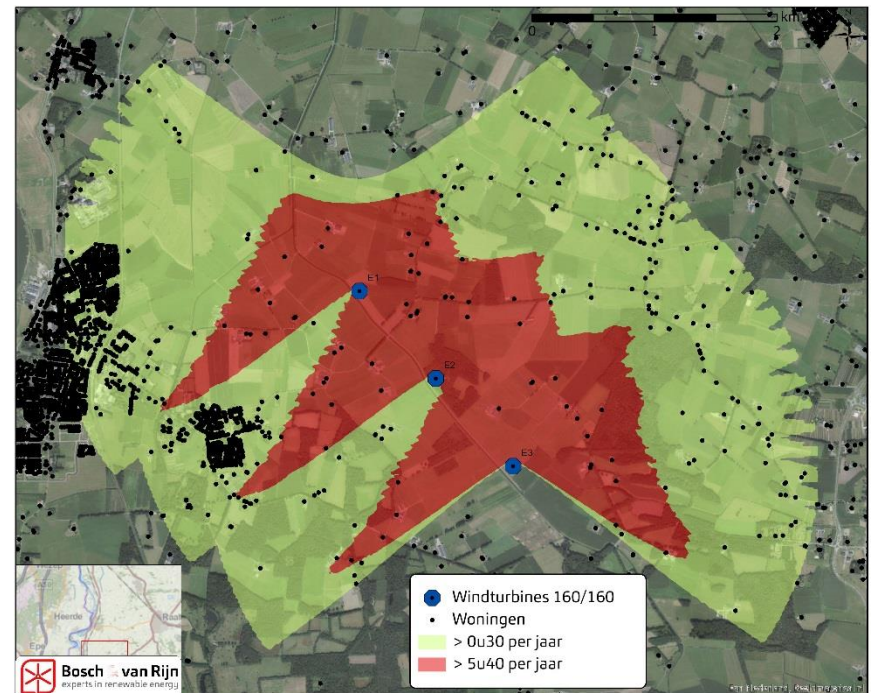 km
0 1 2
E1
E2
E3
Heerde
Epe
Raalt
Windturbines 160/160
Woningen
> 0u30 per jaar
> 5u40 per jaar
Bosch & van Rijn
experts in renewable energy